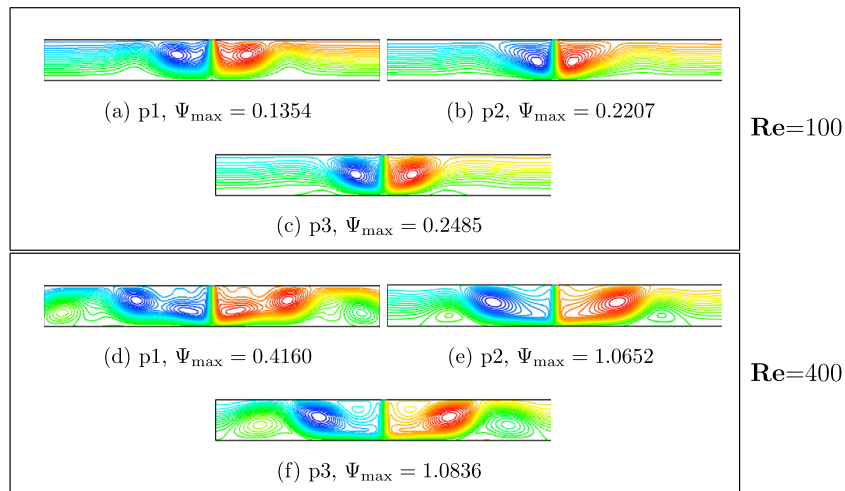 (a) p1, Ψmax = 0.1354
(b) p2, Ψmax = 0.2207
Re=100
(c) p3, Ψmax = 0.2485
(d) p1, Ψmax = 0.4160
(e) p2, Ψmax = 1.0652
Re=400
(f) p3, Ψmax = 1.0836